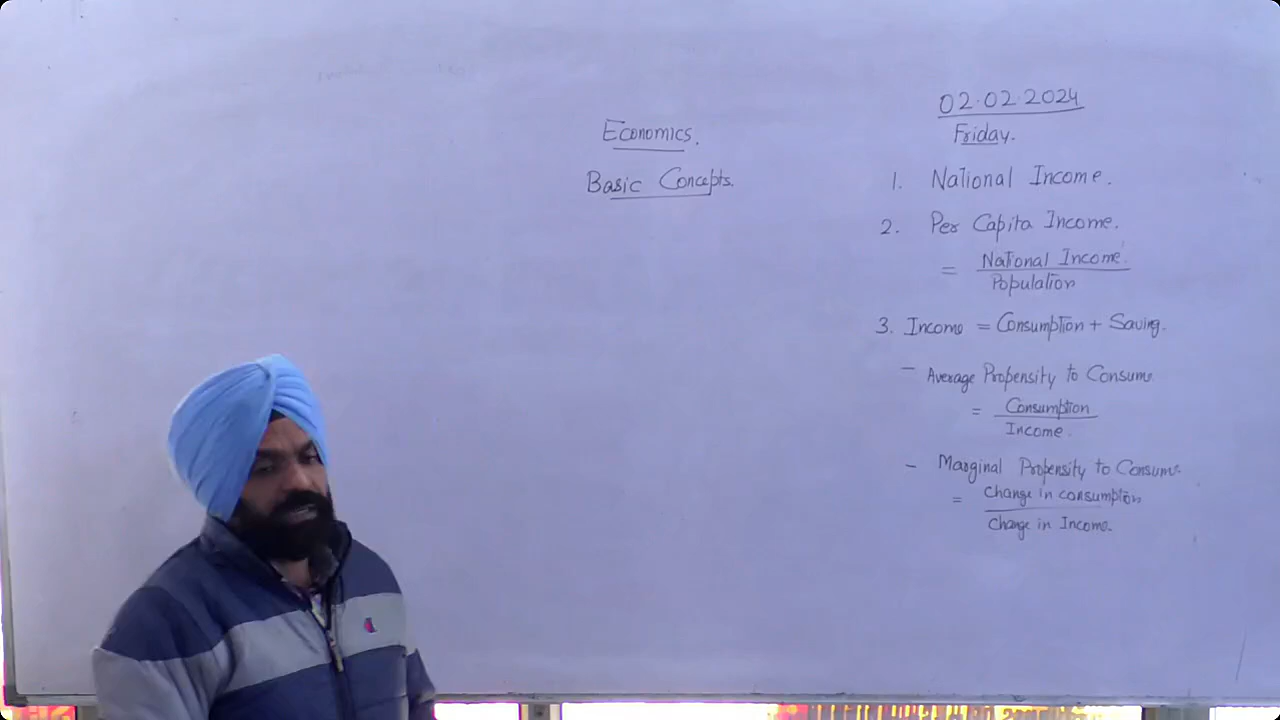 Economics.
Basic Concepts.
02.02.2024
Friday.
1. National Income.
2. Per Capita Income.
= National Income
Population
3. Income = Consumption + Saving.
- Average Propensity to Consume
= Consumption
Income.
- Marginal Propensity to Consume
= Change in consumption
Change in Income.